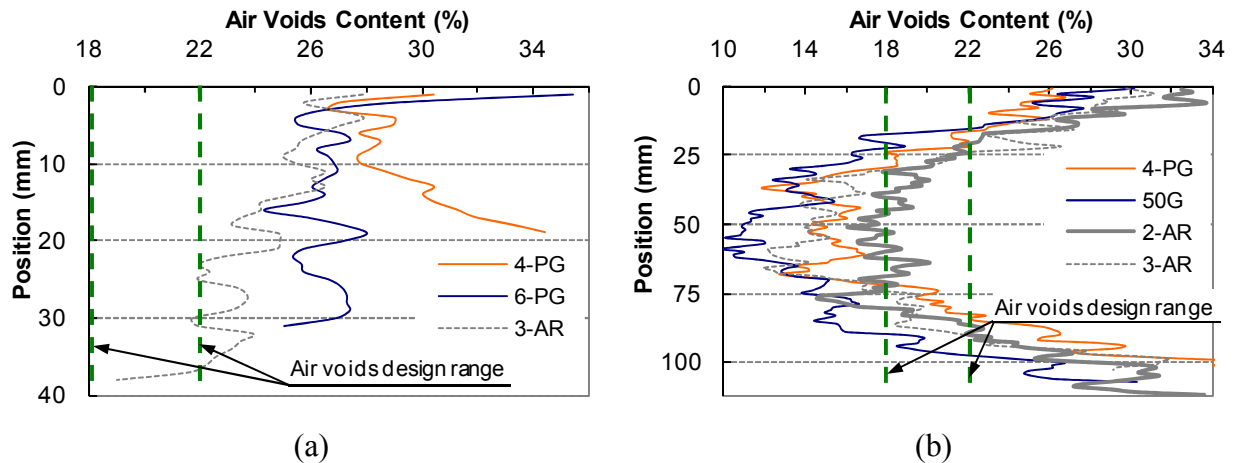 Air Voids Content (%)
18 22 26 30 34
0
10
20
30
40
Position (mm)
4-PG
6-PG
3-AR
Air voids design range
(a)
Air Voids Content (%)
10 14 18 22 26 30 34
0
25
50
75
100
Position (mm)
4-PG
50G
2-AR
3-AR
Air voids design range
(b)